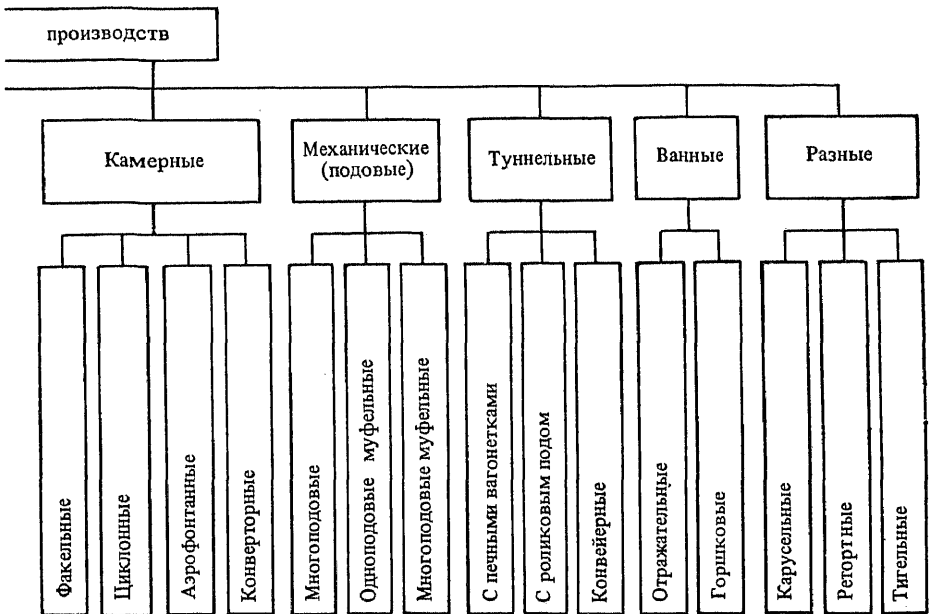 производств
Камерные
Механические
(подовые)
Туннельные
Ванные
Разные
Факельные
Циклонные
Аэрофонтанные
Конверторные
Многоподовые
Одноподовые муфельные
Многоподовые муфельные
С печными вагонетками
С роликовым подом
Конвейерные
Отражательные
Горшковые
Карусельные
Ретортные
Тигельные